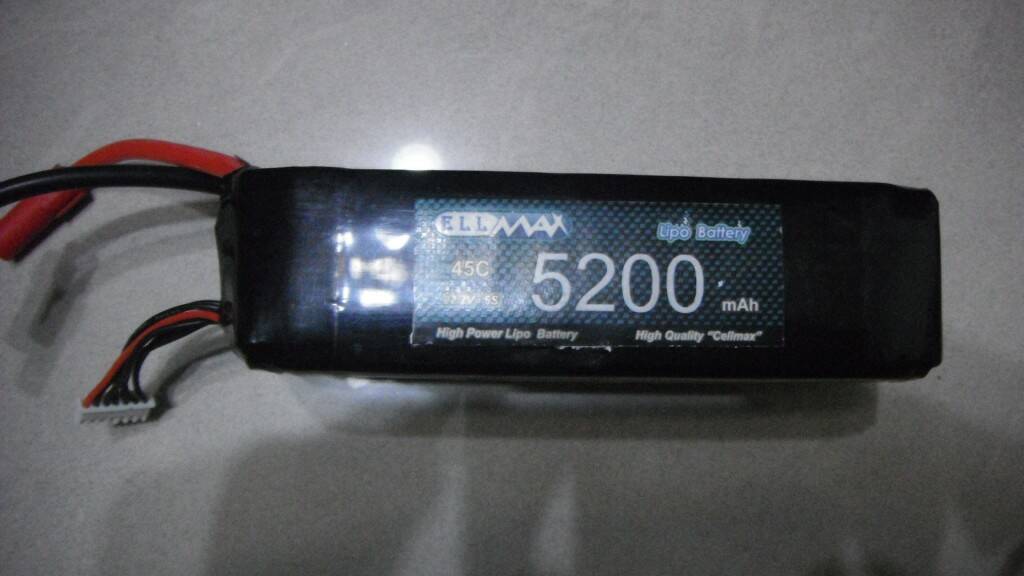 ELLMAX
Lipo Battery
45C
5200 mAh
High Power Lipo Battery
High Quality "Cellmax"